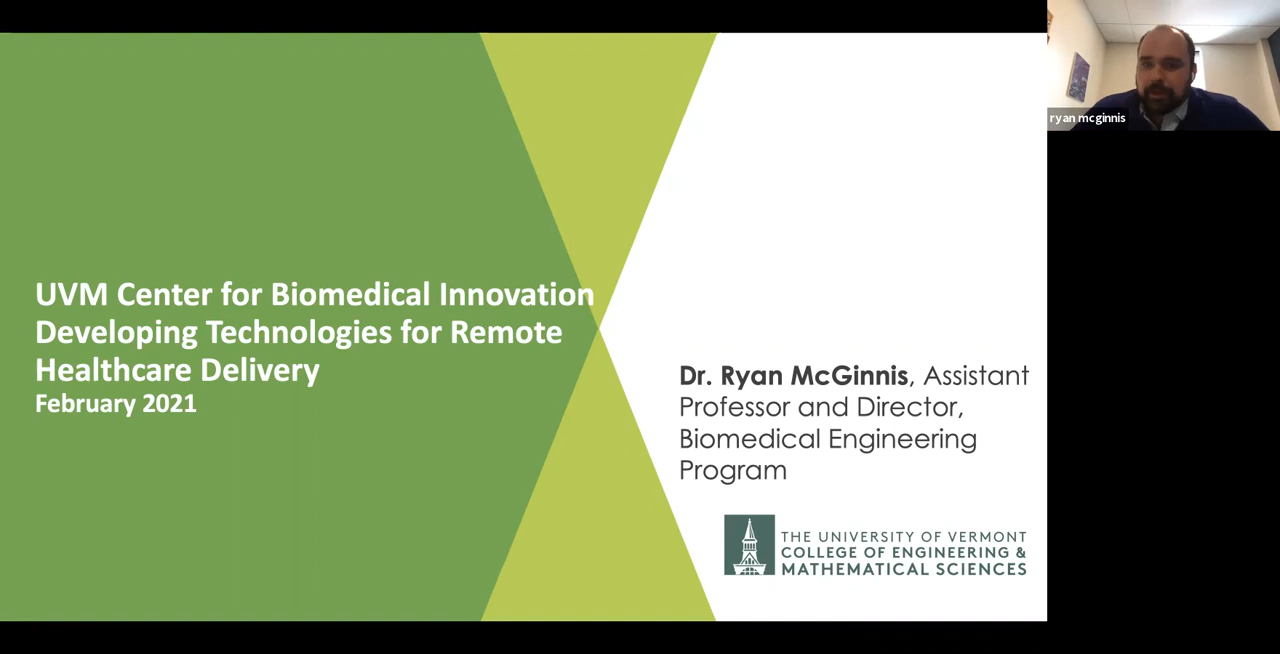 UVM Center for Biomedical Innovation
Developing Technologies for Remote
Healthcare Delivery
February 2021
Dr. Ryan McGinnis, Assistant
Professor and Director,
Biomedical Engineering
Program
THE UNIVERSITY OF VERMONT
COLLEGE OF ENGINEERING &
MATHEMATICAL SCIENCES
ryan mcginnis